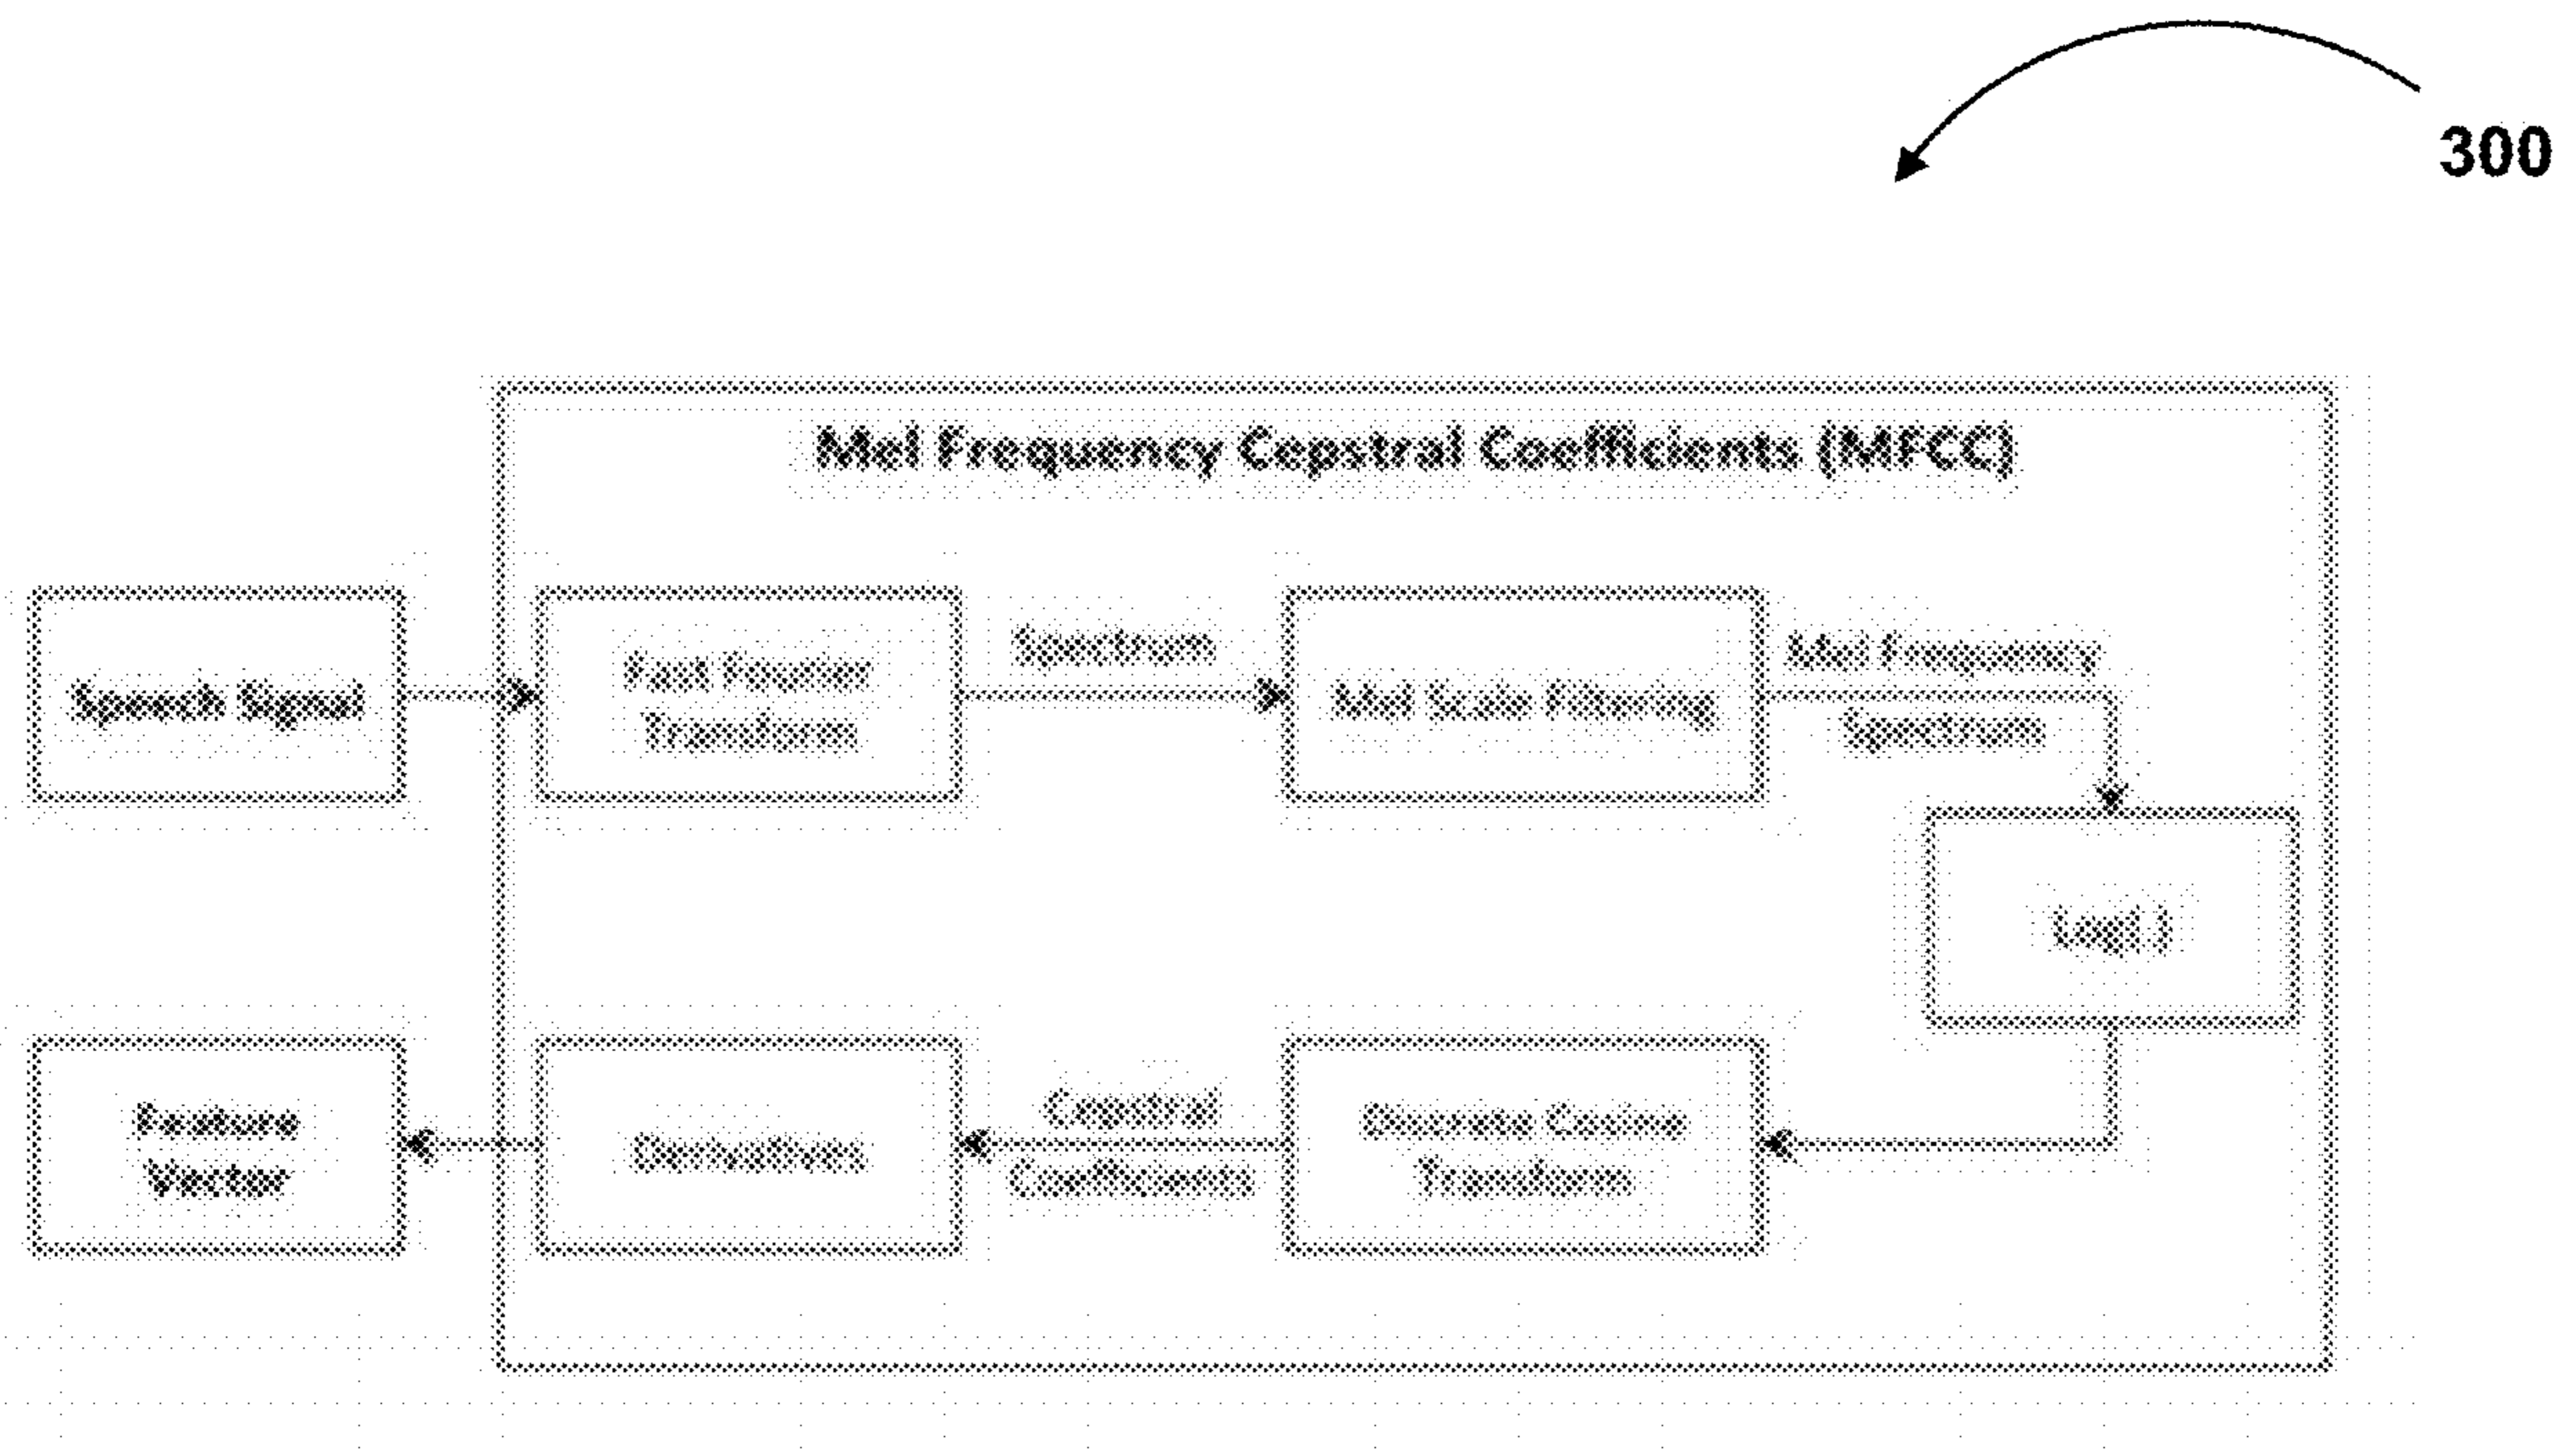 300
Mel Frequency Cepstral Coefficients (MFCC)
Speech Signal
Fast Fourier
Transform
Spectrum
Mel Scale Filtering
Mel Frequency
Spectrum
Log(.)
Discrete Cosine
Transform
Cepstral
Coefficients
Derivatives
Feature
Vector